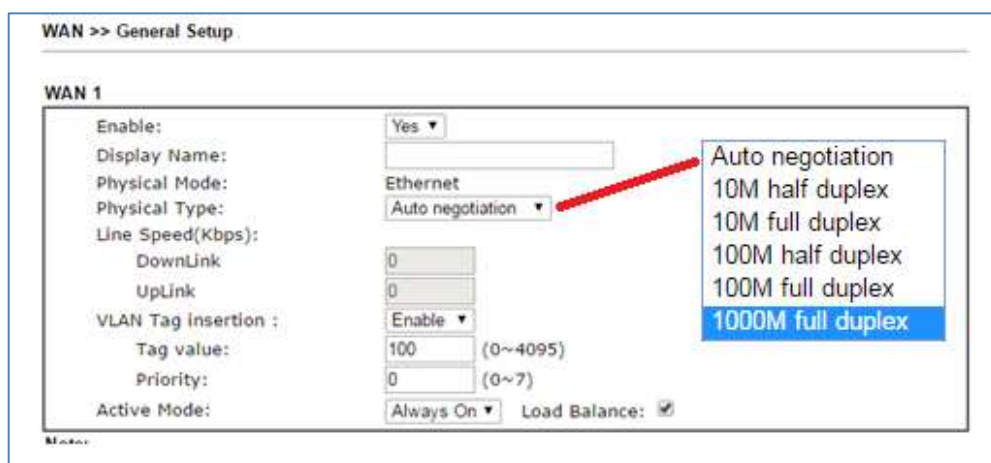 WAN >> General Setup
WAN 1
Enable: Yes
Display Name:
Physical Mode: Ethernet
Physical Type: Auto negotiation
Line Speed(Kbps):
DownLink 0
UpLink 0
VLAN Tag insertion : Enable
Tag value: 100 (0~4095)
Priority: 0 (0~7)
Active Mode: Always On Load Balance:
Auto negotiation
10M half duplex
10M full duplex
100M half duplex
100M full duplex
1000M full duplex